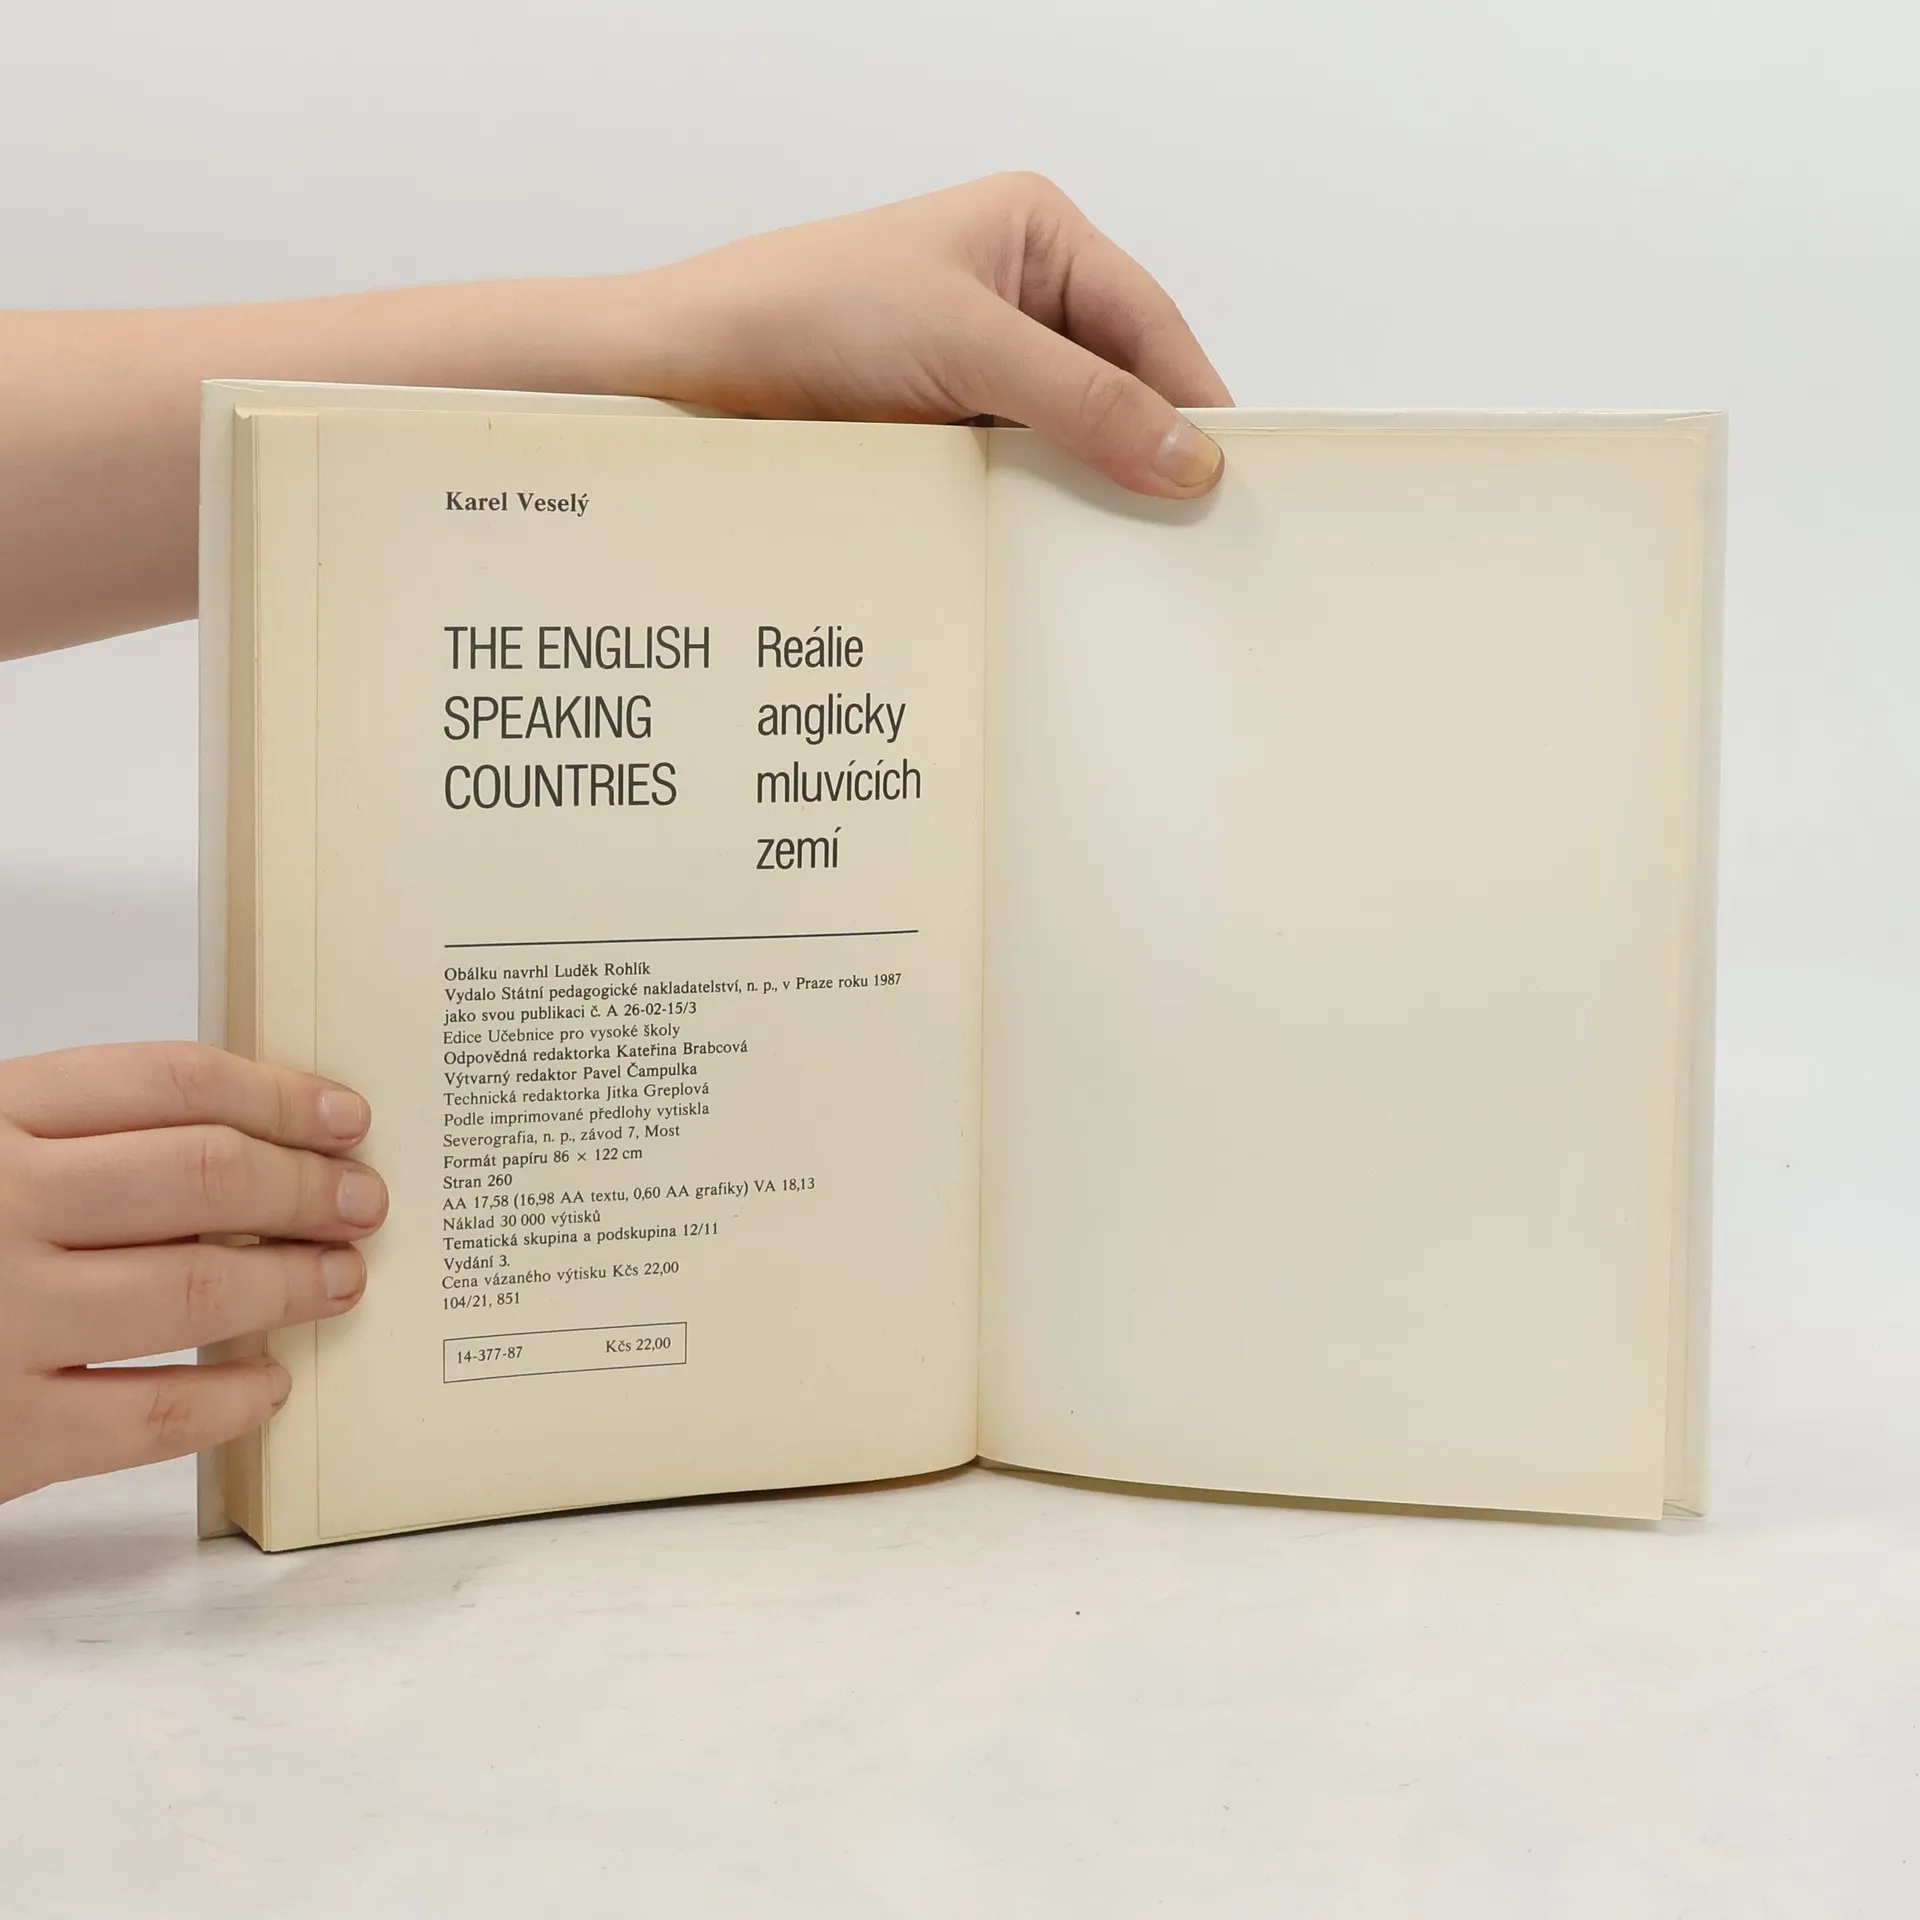 Karel Veselý
THE ENGLISH
SPEAKING
COUNTRIES
Reálie
anglicky
mluvících
zemí
Obálku navrhl Luděk Rohlík
Vydalo Státní pedagogické nakladatelství, n. p., v Praze roku 1987
jako svou publikaci č. A 26-02-15/3
Edice Učebnice pro vysoké školy
Odpovědná redaktorka Kateřina Brabcová
Výtvarný redaktor Pavel Čampulka
Technická redaktorka Jitka Greplová
Podle imprimované předlohy vytiskla
Severografia, n. p., závod 7, Most
Formát papíru 86 × 122 cm
Stran 260
AA 17,58 (16,98 AA textu, 0,60 AA grafiky) VA 18,13
Náklad 30 000 výtisků
Tematická skupina a podskupina 12/11
Vydání 3.
Cena vázaného výtisku Kčs 22,00
104/21, 851
14-377-87 Kčs 22,00